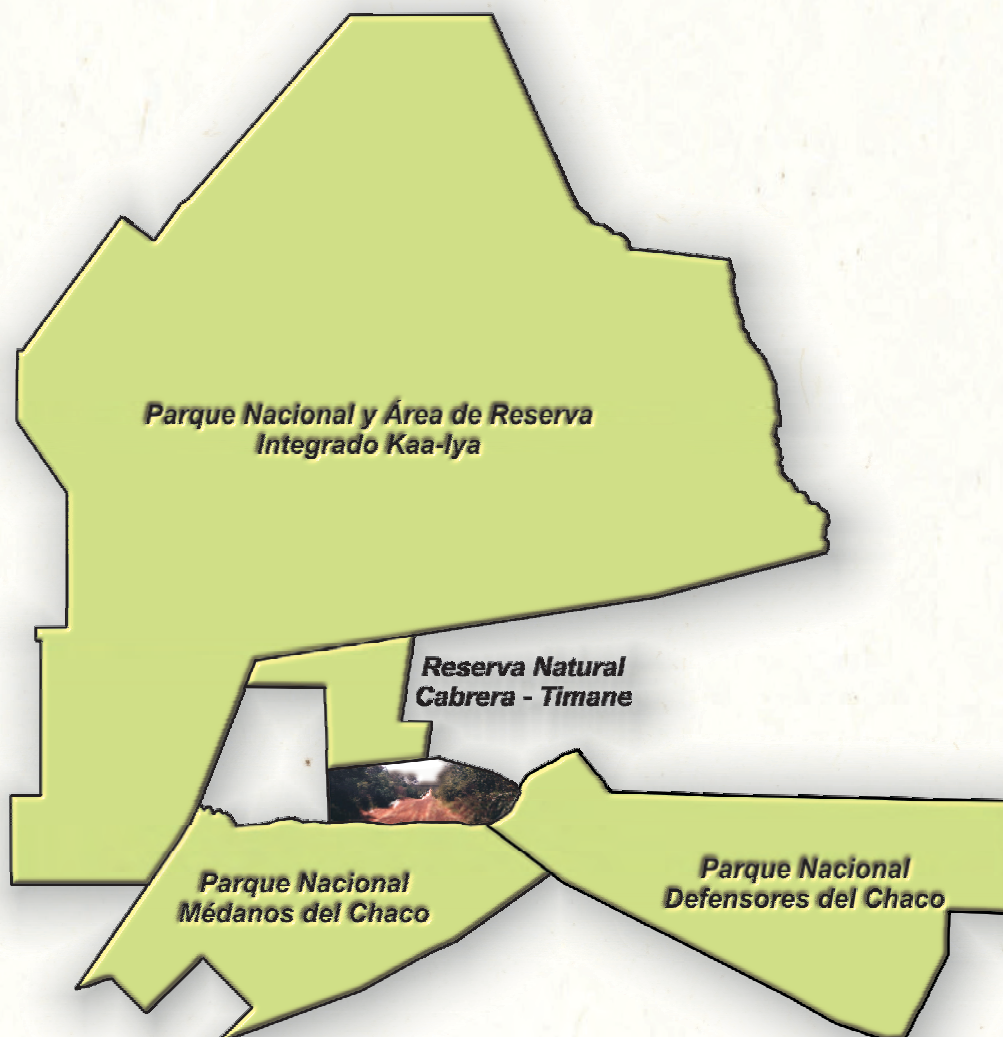 Parque Nacional y Área de Reserva
Integrado Kaa-Iya
Reserva Natural
Cabrera - Timane
Parque Nacional
Médanos del Chaco
Parque Nacional
Defensores del Chaco